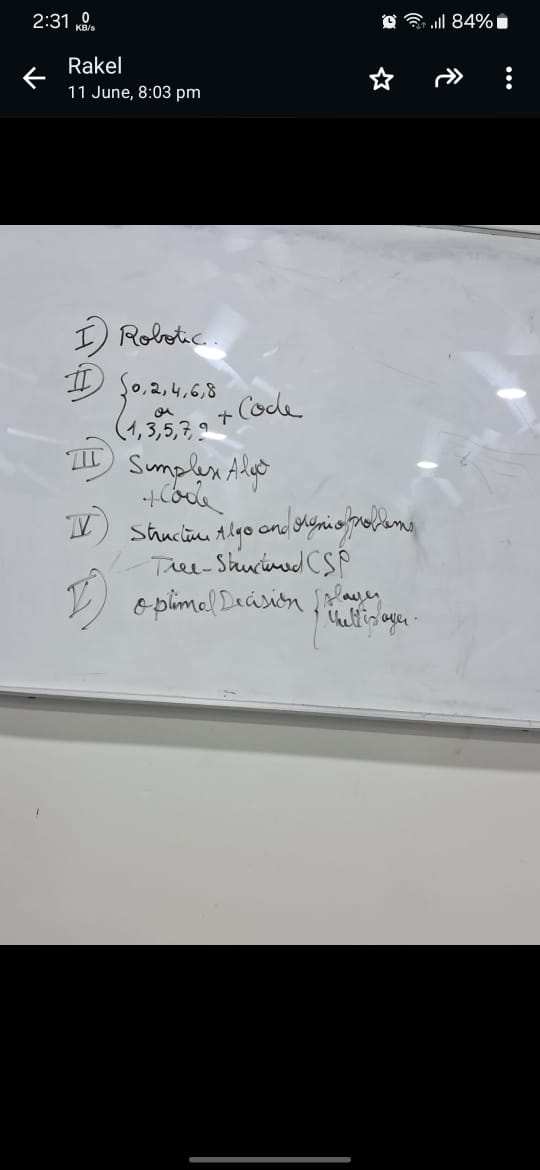 2:31 0 KB/s 84%
Rakel
11 June, 8:03 pm
I) Robotic.
II) {0,2,4,6,8
or
1,3,5,7,9 + Code
III) Simplex Algo
+Code
IV) Structure Algo and of problems
Tree-Structured CSP
V) Optimal Decision { player
Multiplayer.